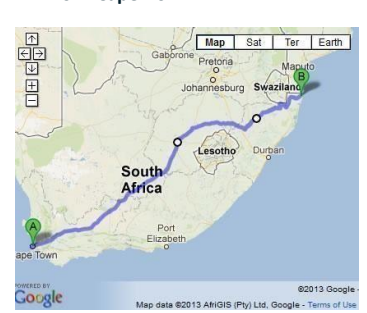 Map Sat Ter Earth
Gaborone
Pretoria
Maputo
Johannesburg
B
Swaziland
Lesotho
Durban
South
Africa
A
Port
Elizabeth
ape Town
POWERED BY
Google
©2013 Google -
Map data ©2013 AfriGIS (Pty) Ltd, Google - Terms of Use